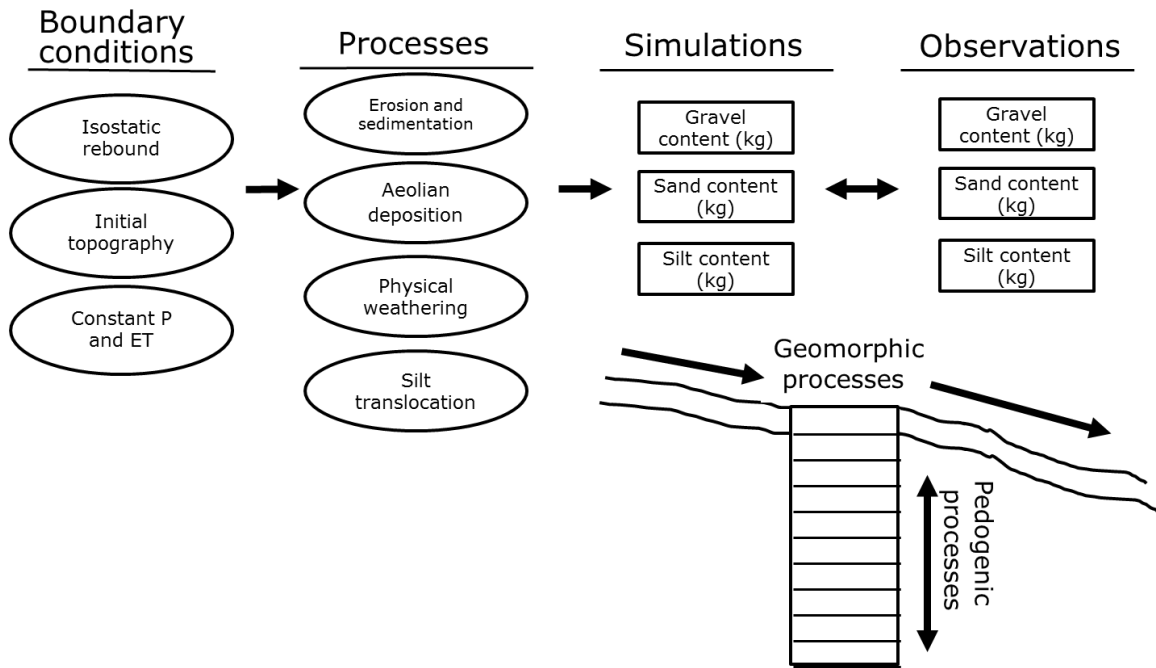 Boundary
conditions
Processes
Simulations
Observations
Isostatic
rebound
Initial
topography
Constant P
and ET
Erosion and
sedimentation
Aeolian
deposition
Physical
weathering
Silt
translocation
Gravel
content (kg)
Sand content
(kg)
Silt content
(kg)
Gravel
content (kg)
Sand content
(kg)
Silt content
(kg)
Geomorphic
processes
Pedogenic
processes